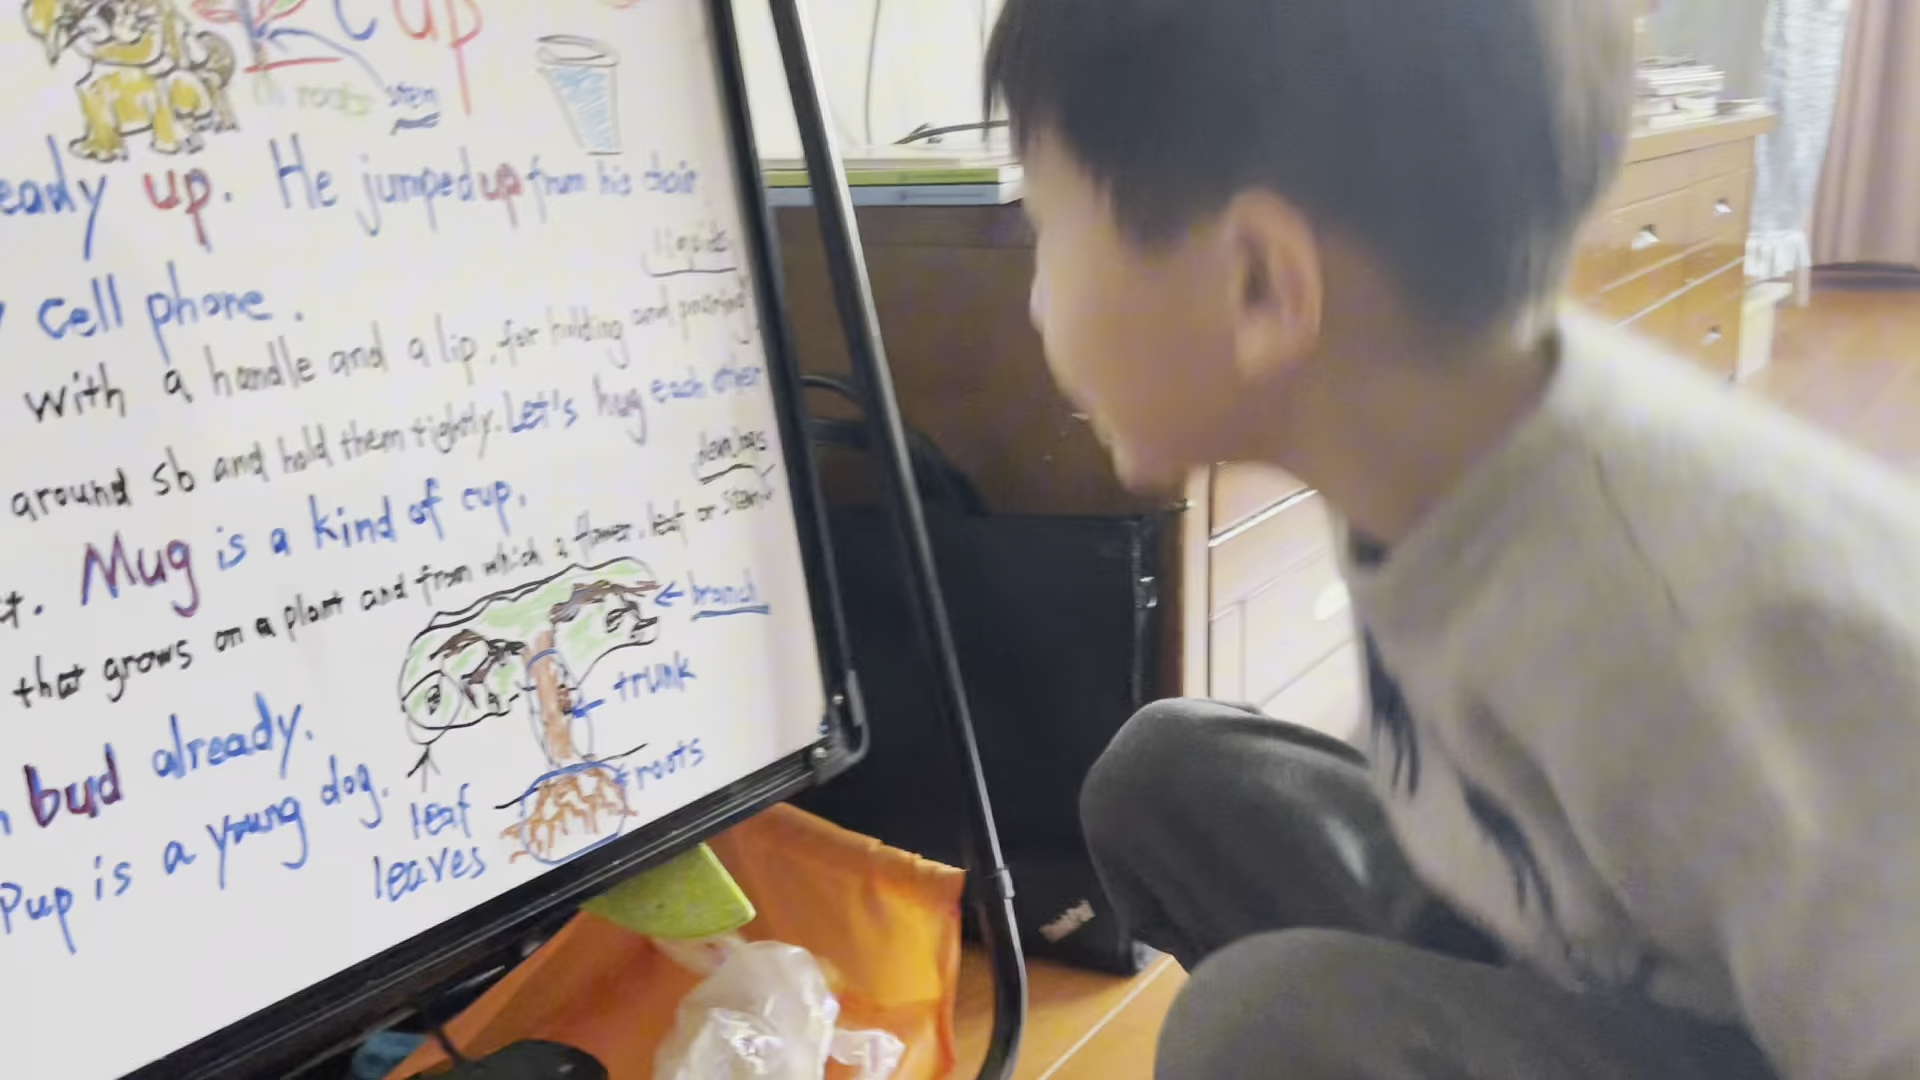 Cup
roots stem
eady up. He jumped up from his chair
liquids
cell phone.
with a handle and a lip, for holding and pouring
around sb and hold them tightly. Let's hug each other
t. Mug is a kind of cup.
that grows on a plant and from which a flower, leaf or stem
branch
trunk
bud already.
roots
Pup is a young dog.
leaf
leaves
ThinkPad